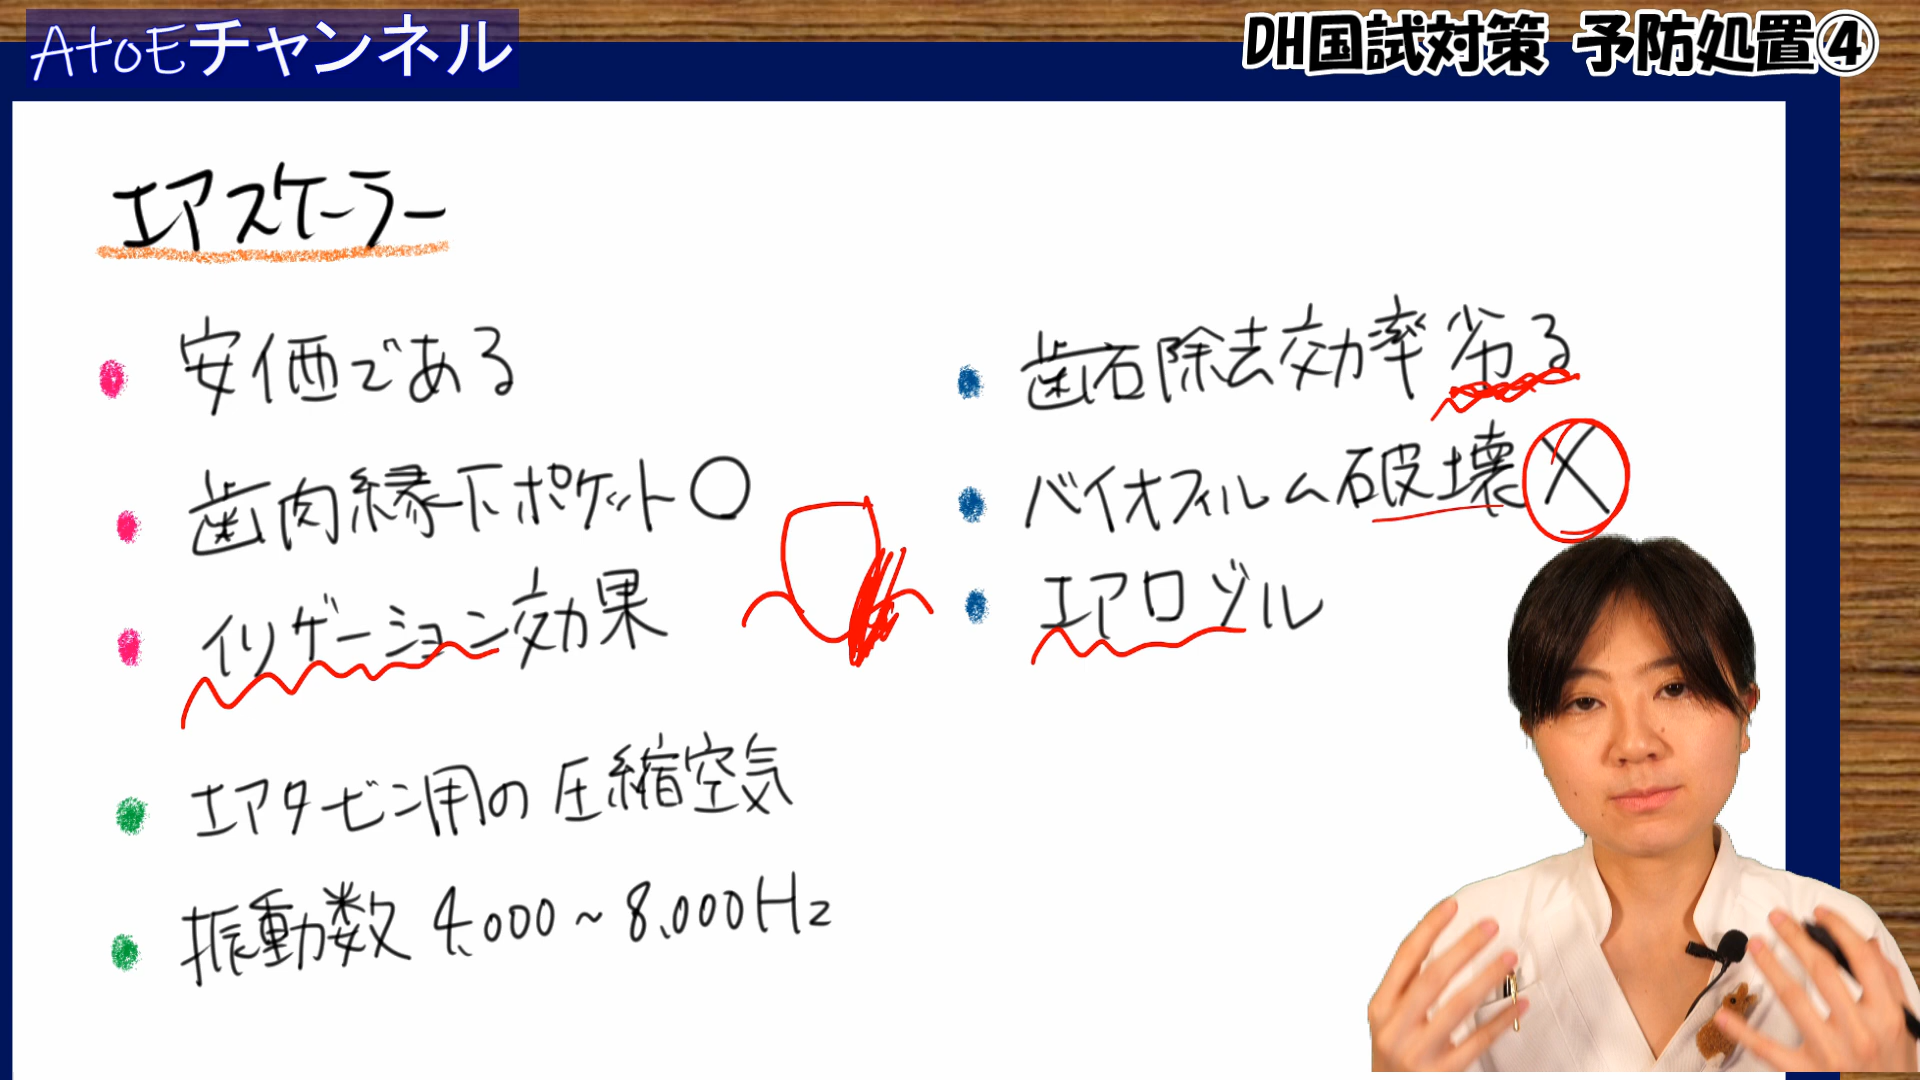 AtoEチャンネル
DH国試対策 予防処置④
エアスケーラー
安価である
歯肉縁下ポケット○
イリゲーション効果
エアタービン用の圧縮空気
振動数 4,000~8,000Hz
歯石除去効率 劣る
バイオフィルム破壊×
エアロゾル